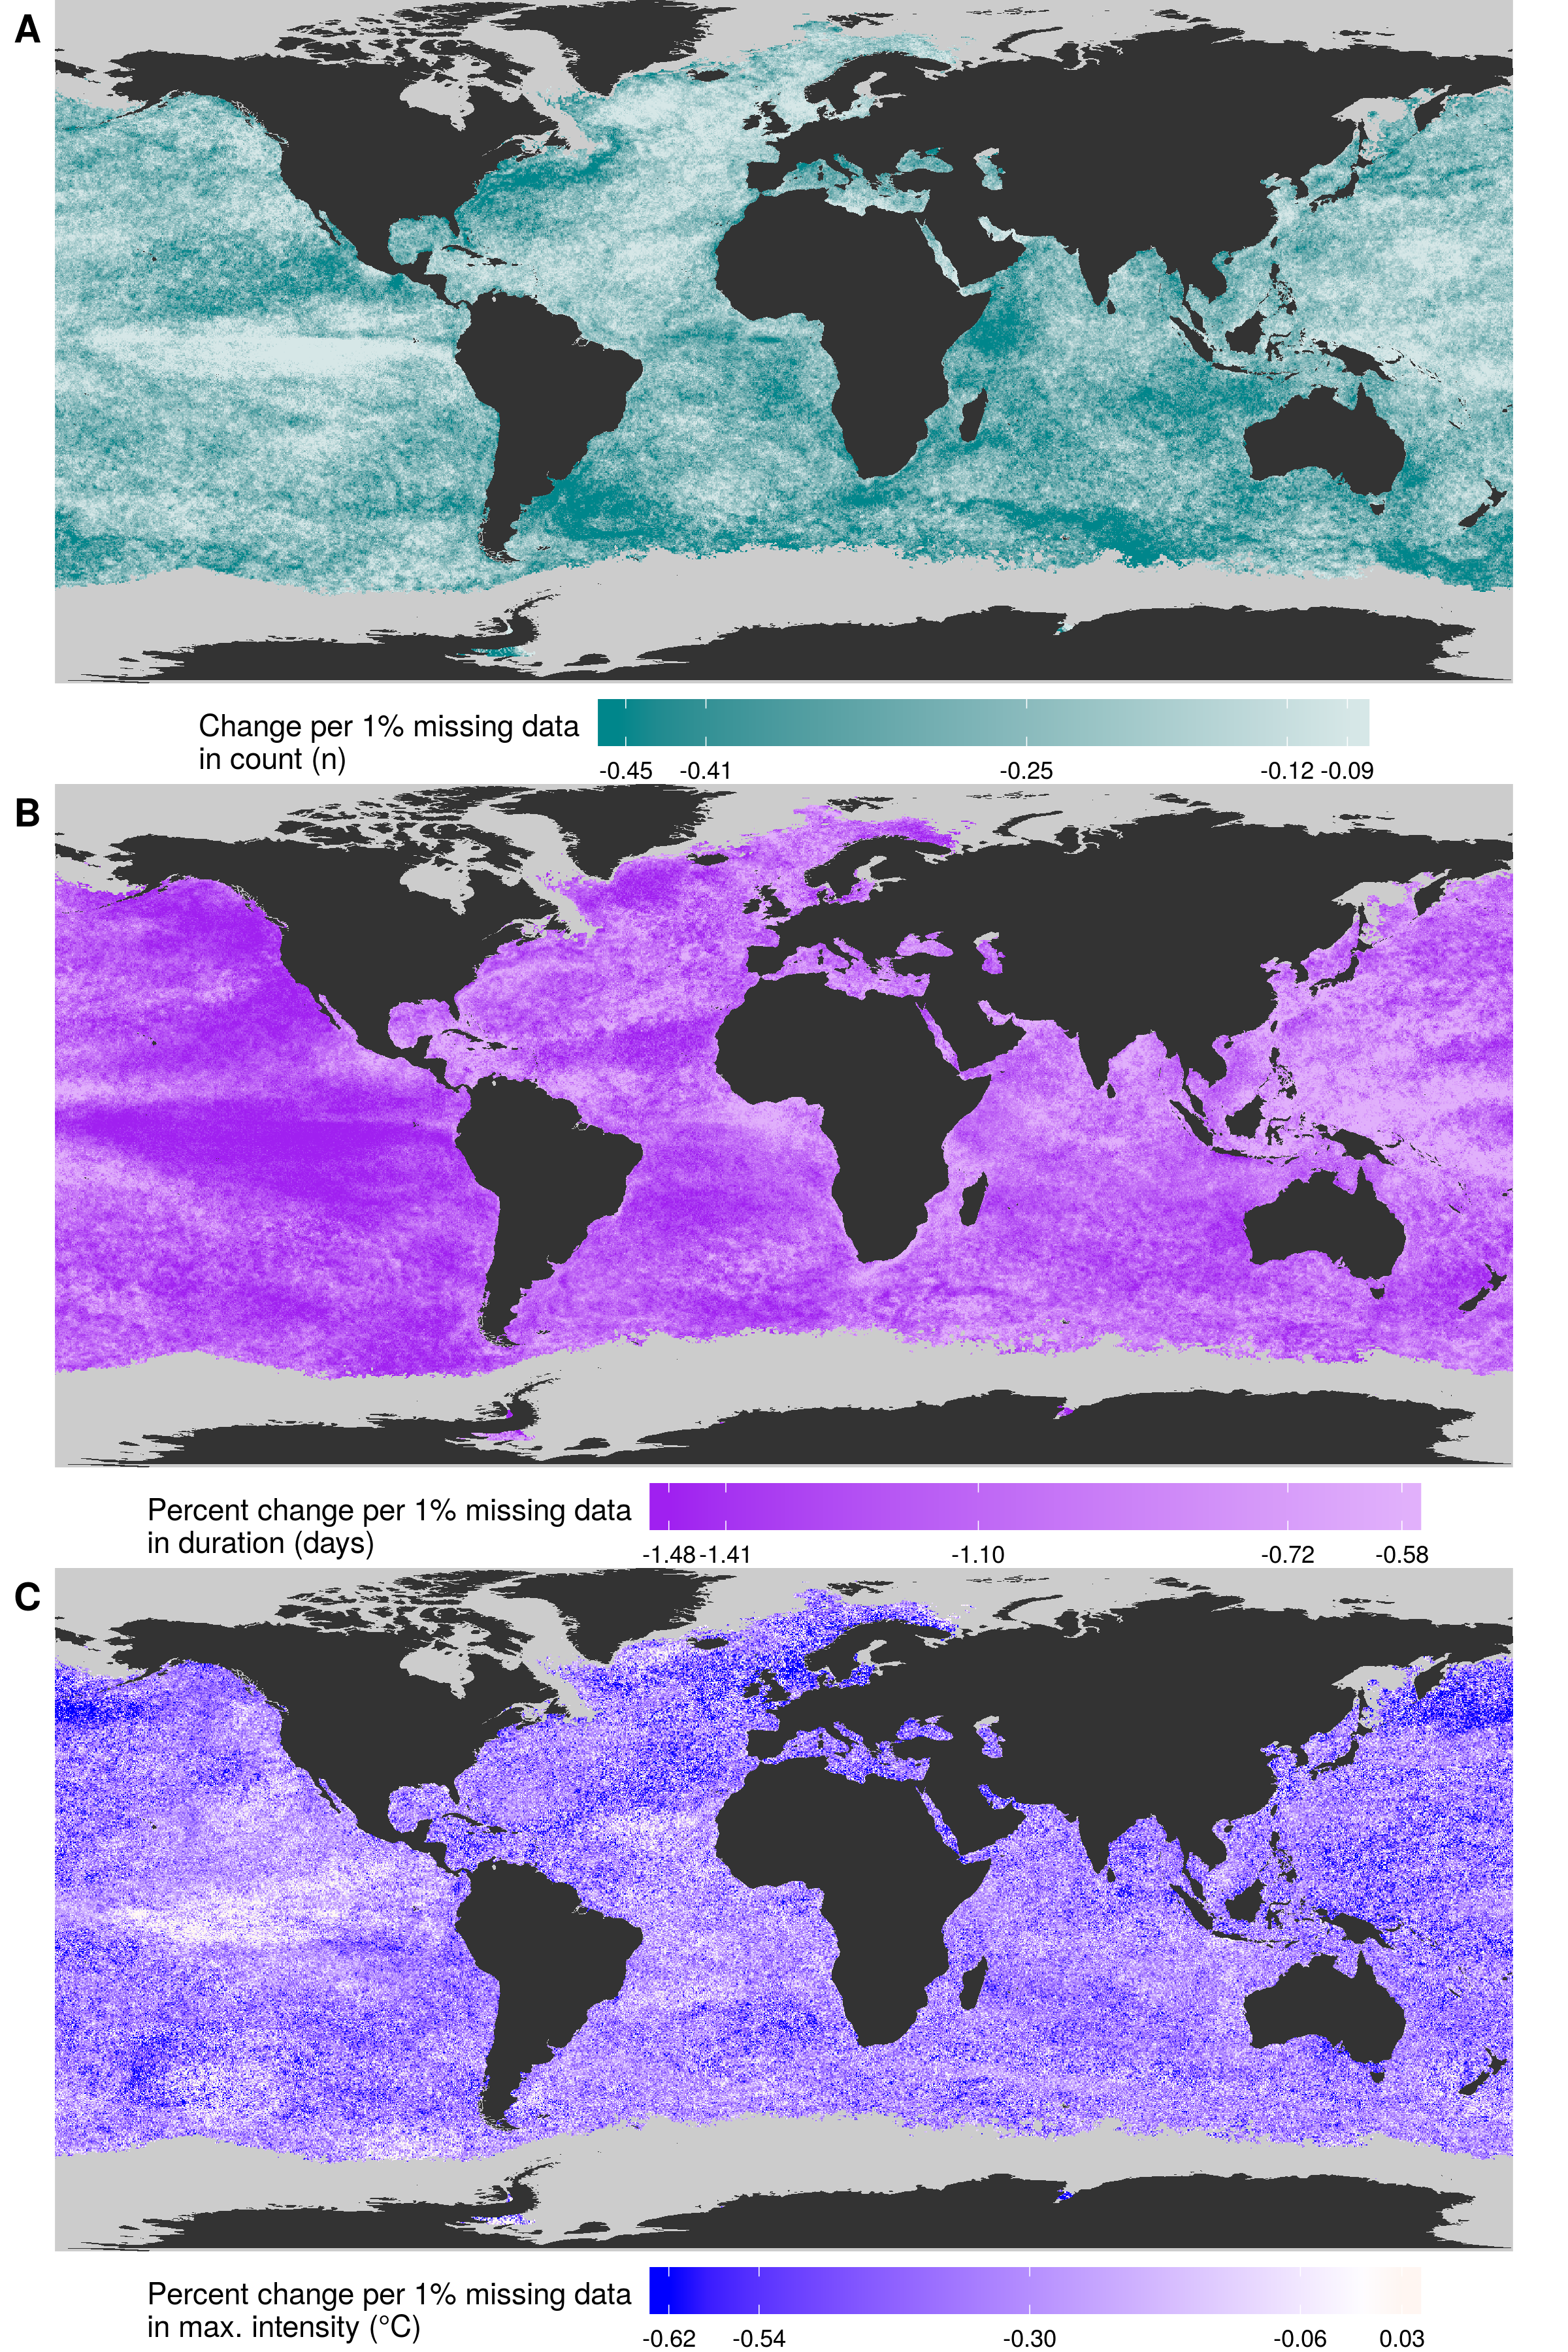 A
Change per 1% missing data
in count (n)
-0.45 -0.41 -0.25 -0.12 -0.09
B
Percent change per 1% missing data
in duration (days)
-1.48 -1.41 -1.10 -0.72 -0.58
C
Percent change per 1% missing data
in max. intensity (°C)
-0.62 -0.54 -0.30 -0.06 0.03